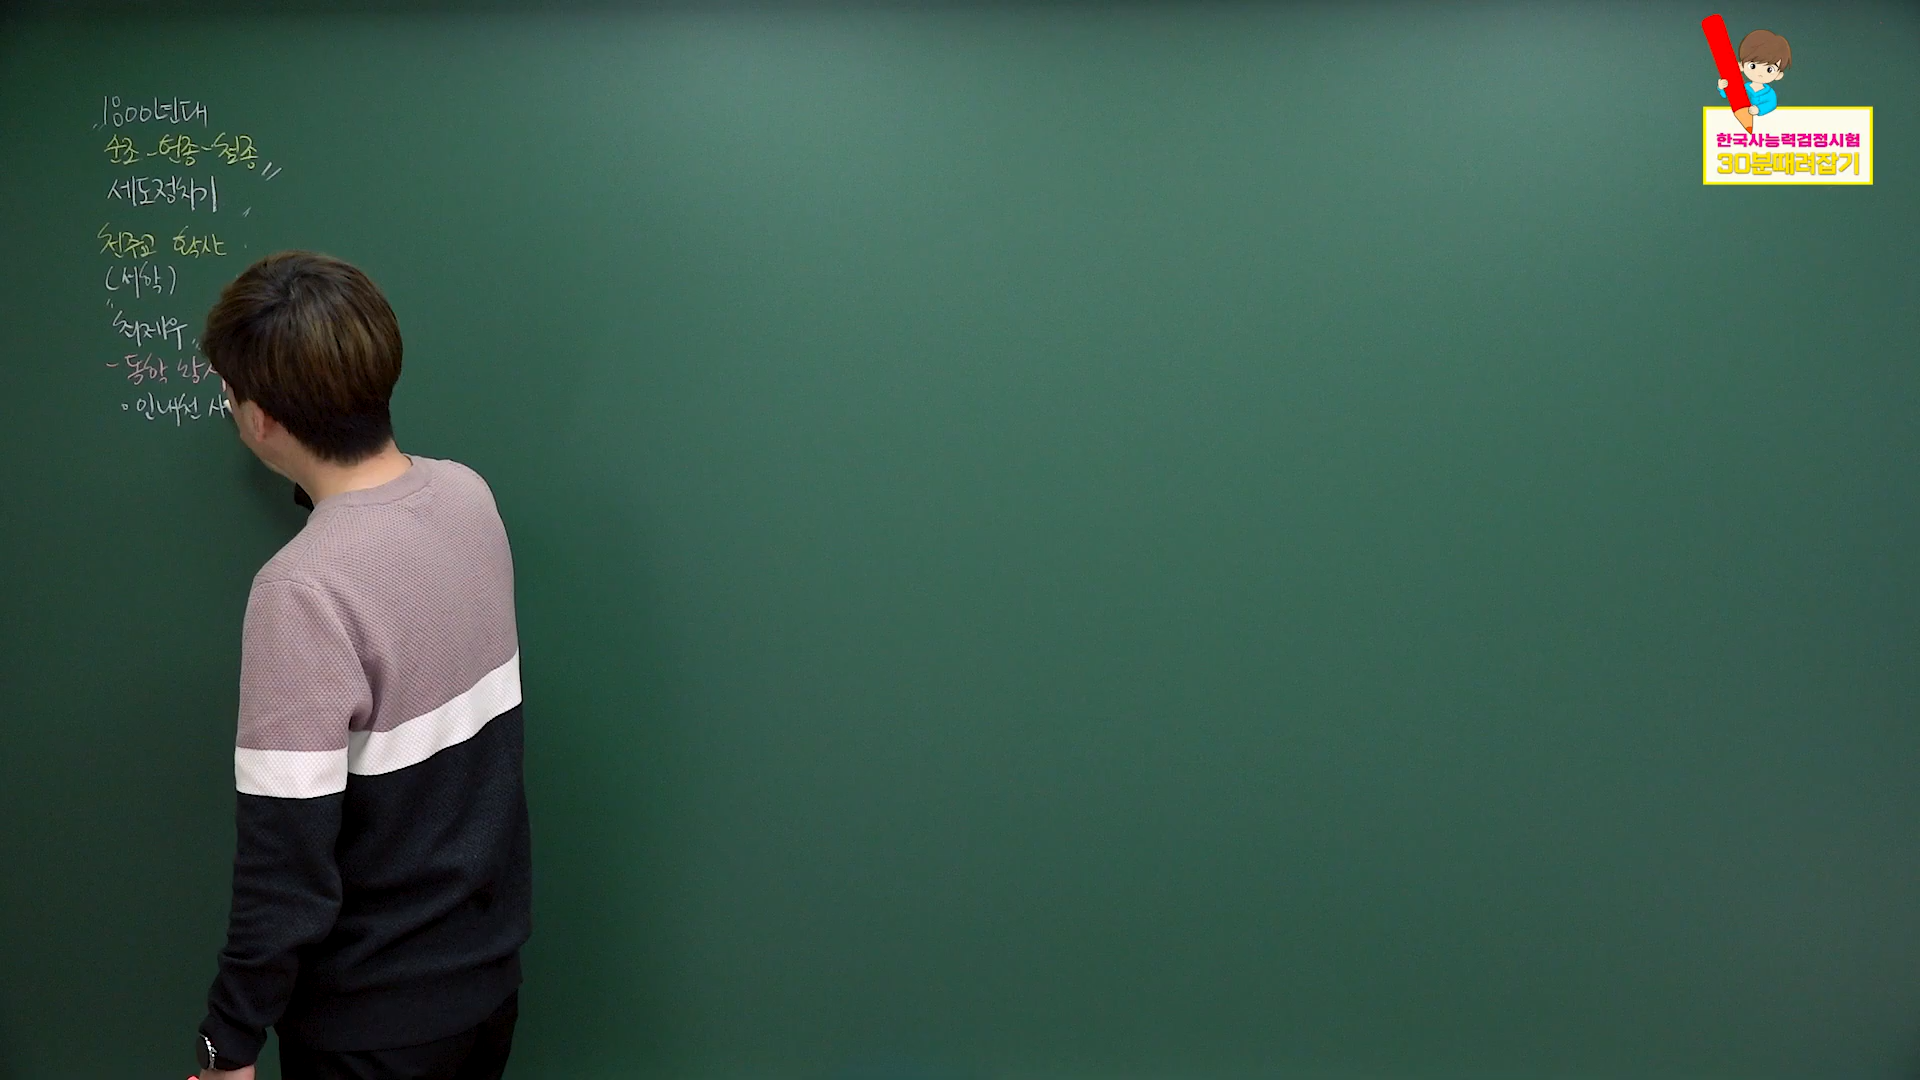 1800년대
순조-헌종-철종
세도정치기
천주교 확산
(서학)
최제우
- 동학
◦인내천 사
한국사능력검정시험
30분때려잡기